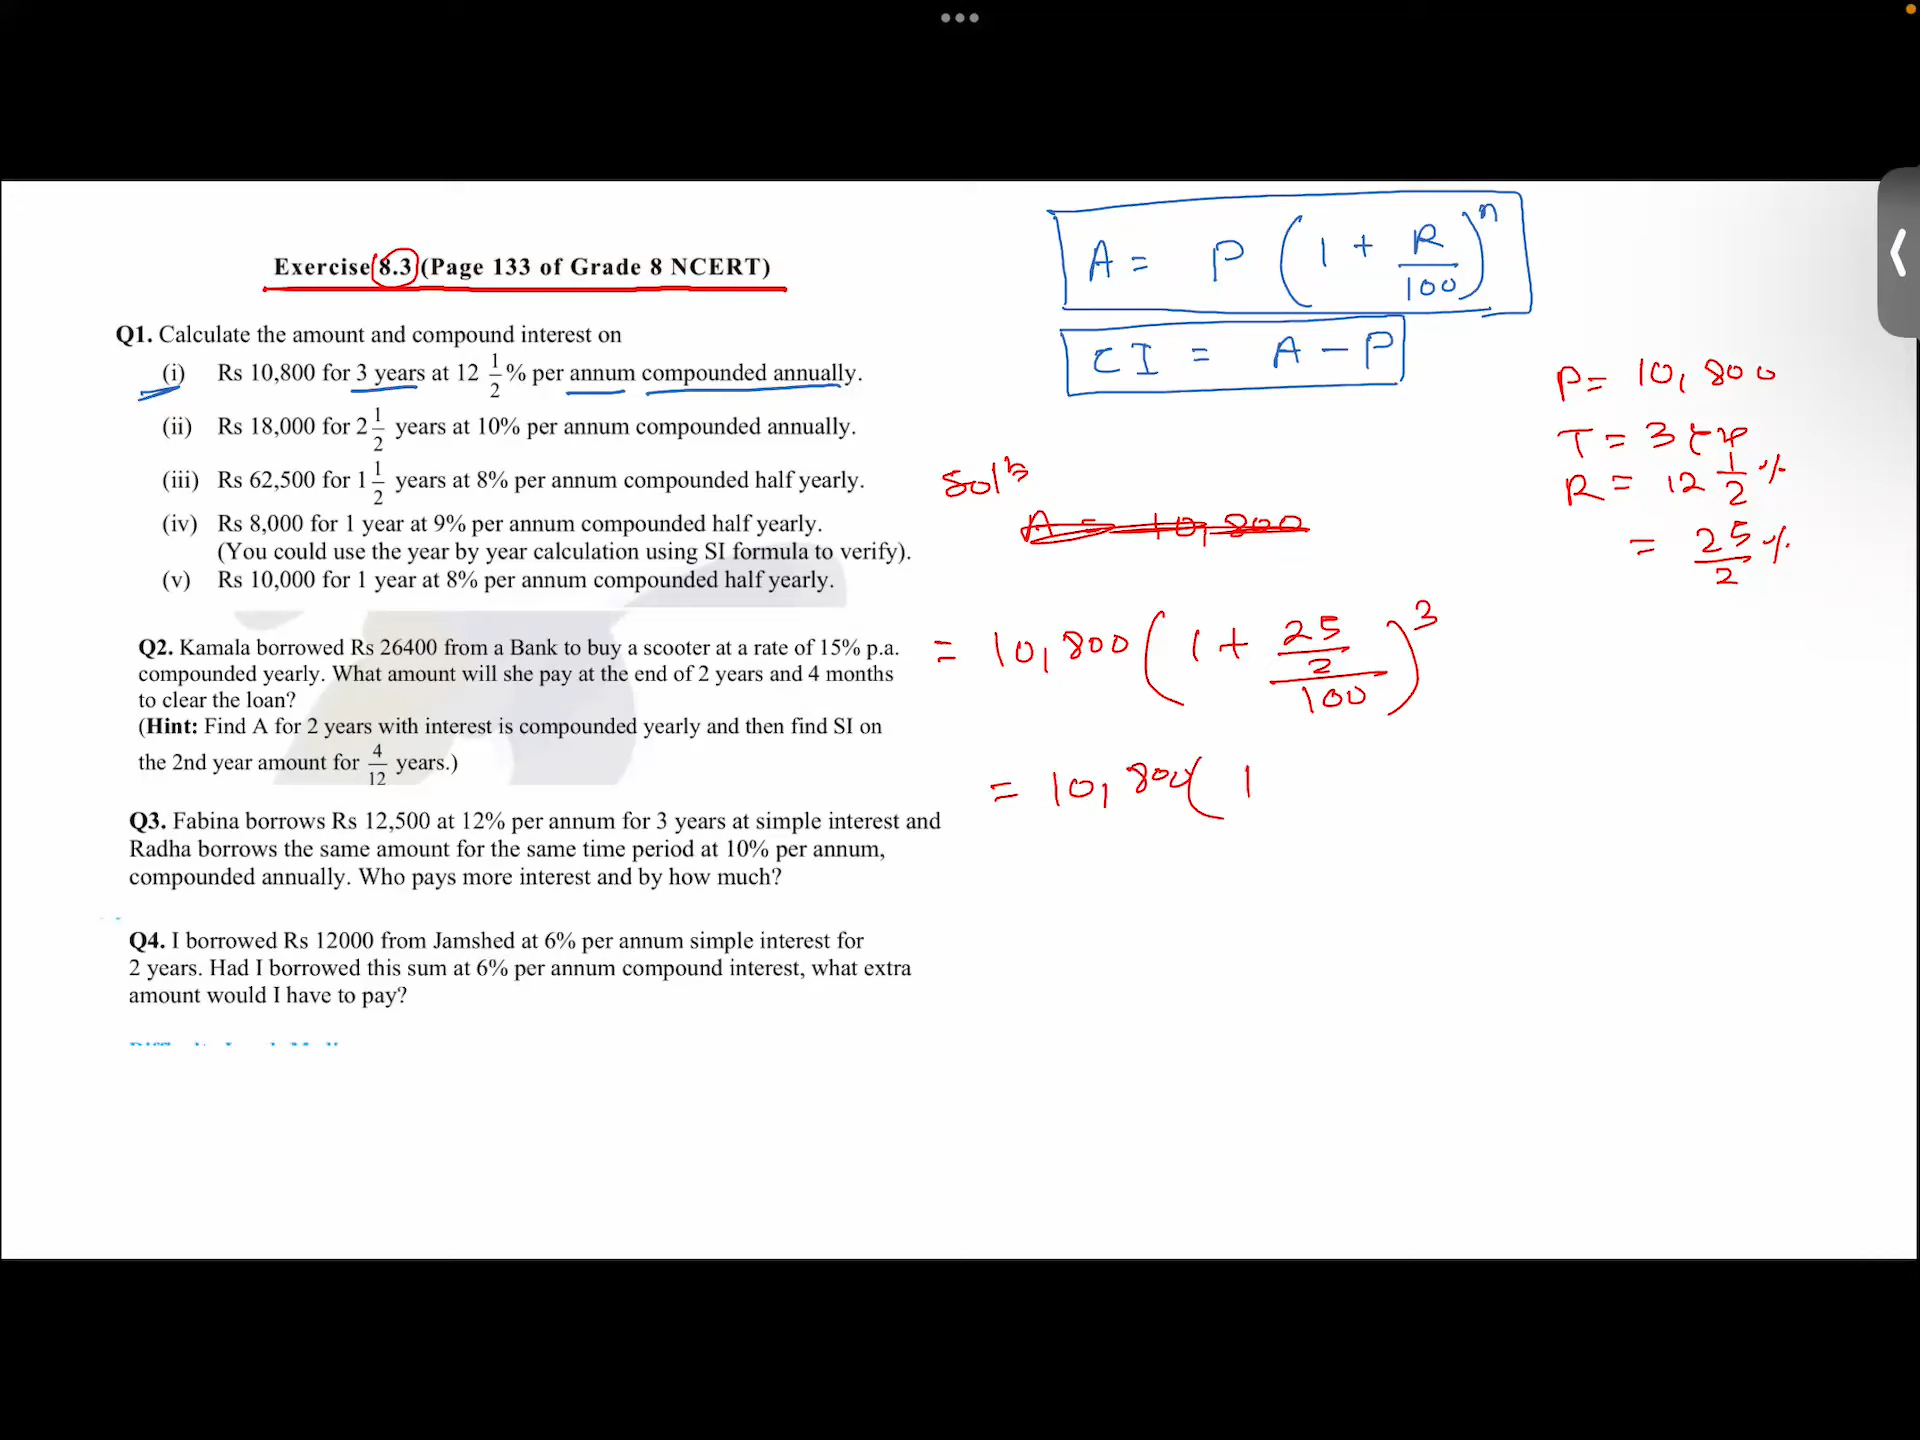 Exercise 8.3 (Page 133 of Grade 8 NCERT)
Q1. Calculate the amount and compound interest on
(i) Rs 10,800 for 3 years at 12 1/2 % per annum compounded annually.
(ii) Rs 18,000 for 2 1/2 years at 10% per annum compounded annually.
(iii) Rs 62,500 for 1 1/2 years at 8% per annum compounded half yearly.
(iv) Rs 8,000 for 1 year at 9% per annum compounded half yearly.
(You could use the year by year calculation using SI formula to verify).
(v) Rs 10,000 for 1 year at 8% per annum compounded half yearly.
Q2. Kamala borrowed Rs 26400 from a Bank to buy a scooter at a rate of 15% p.a.
compounded yearly. What amount will she pay at the end of 2 years and 4 months
to clear the loan?
(Hint: Find A for 2 years with interest is compounded yearly and then find SI on
the 2nd year amount for 4/12 years.)
Q3. Fabina borrows Rs 12,500 at 12% per annum for 3 years at simple interest and
Radha borrows the same amount for the same time period at 10% per annum,
compounded annually. Who pays more interest and by how much?
Q4. I borrowed Rs 12000 from Jamshed at 6% per annum simple interest for
2 years. Had I borrowed this sum at 6% per annum compound interest, what extra
amount would I have to pay?
A = P (1 + R/100)^n
CI = A - P
P = 10,800
T = 3
R = 12 1/2 %
= 25/2 %
Soln
A = 10,800
= 10,800 (1 + 25/2/100)^3
= 10,800 ( 1